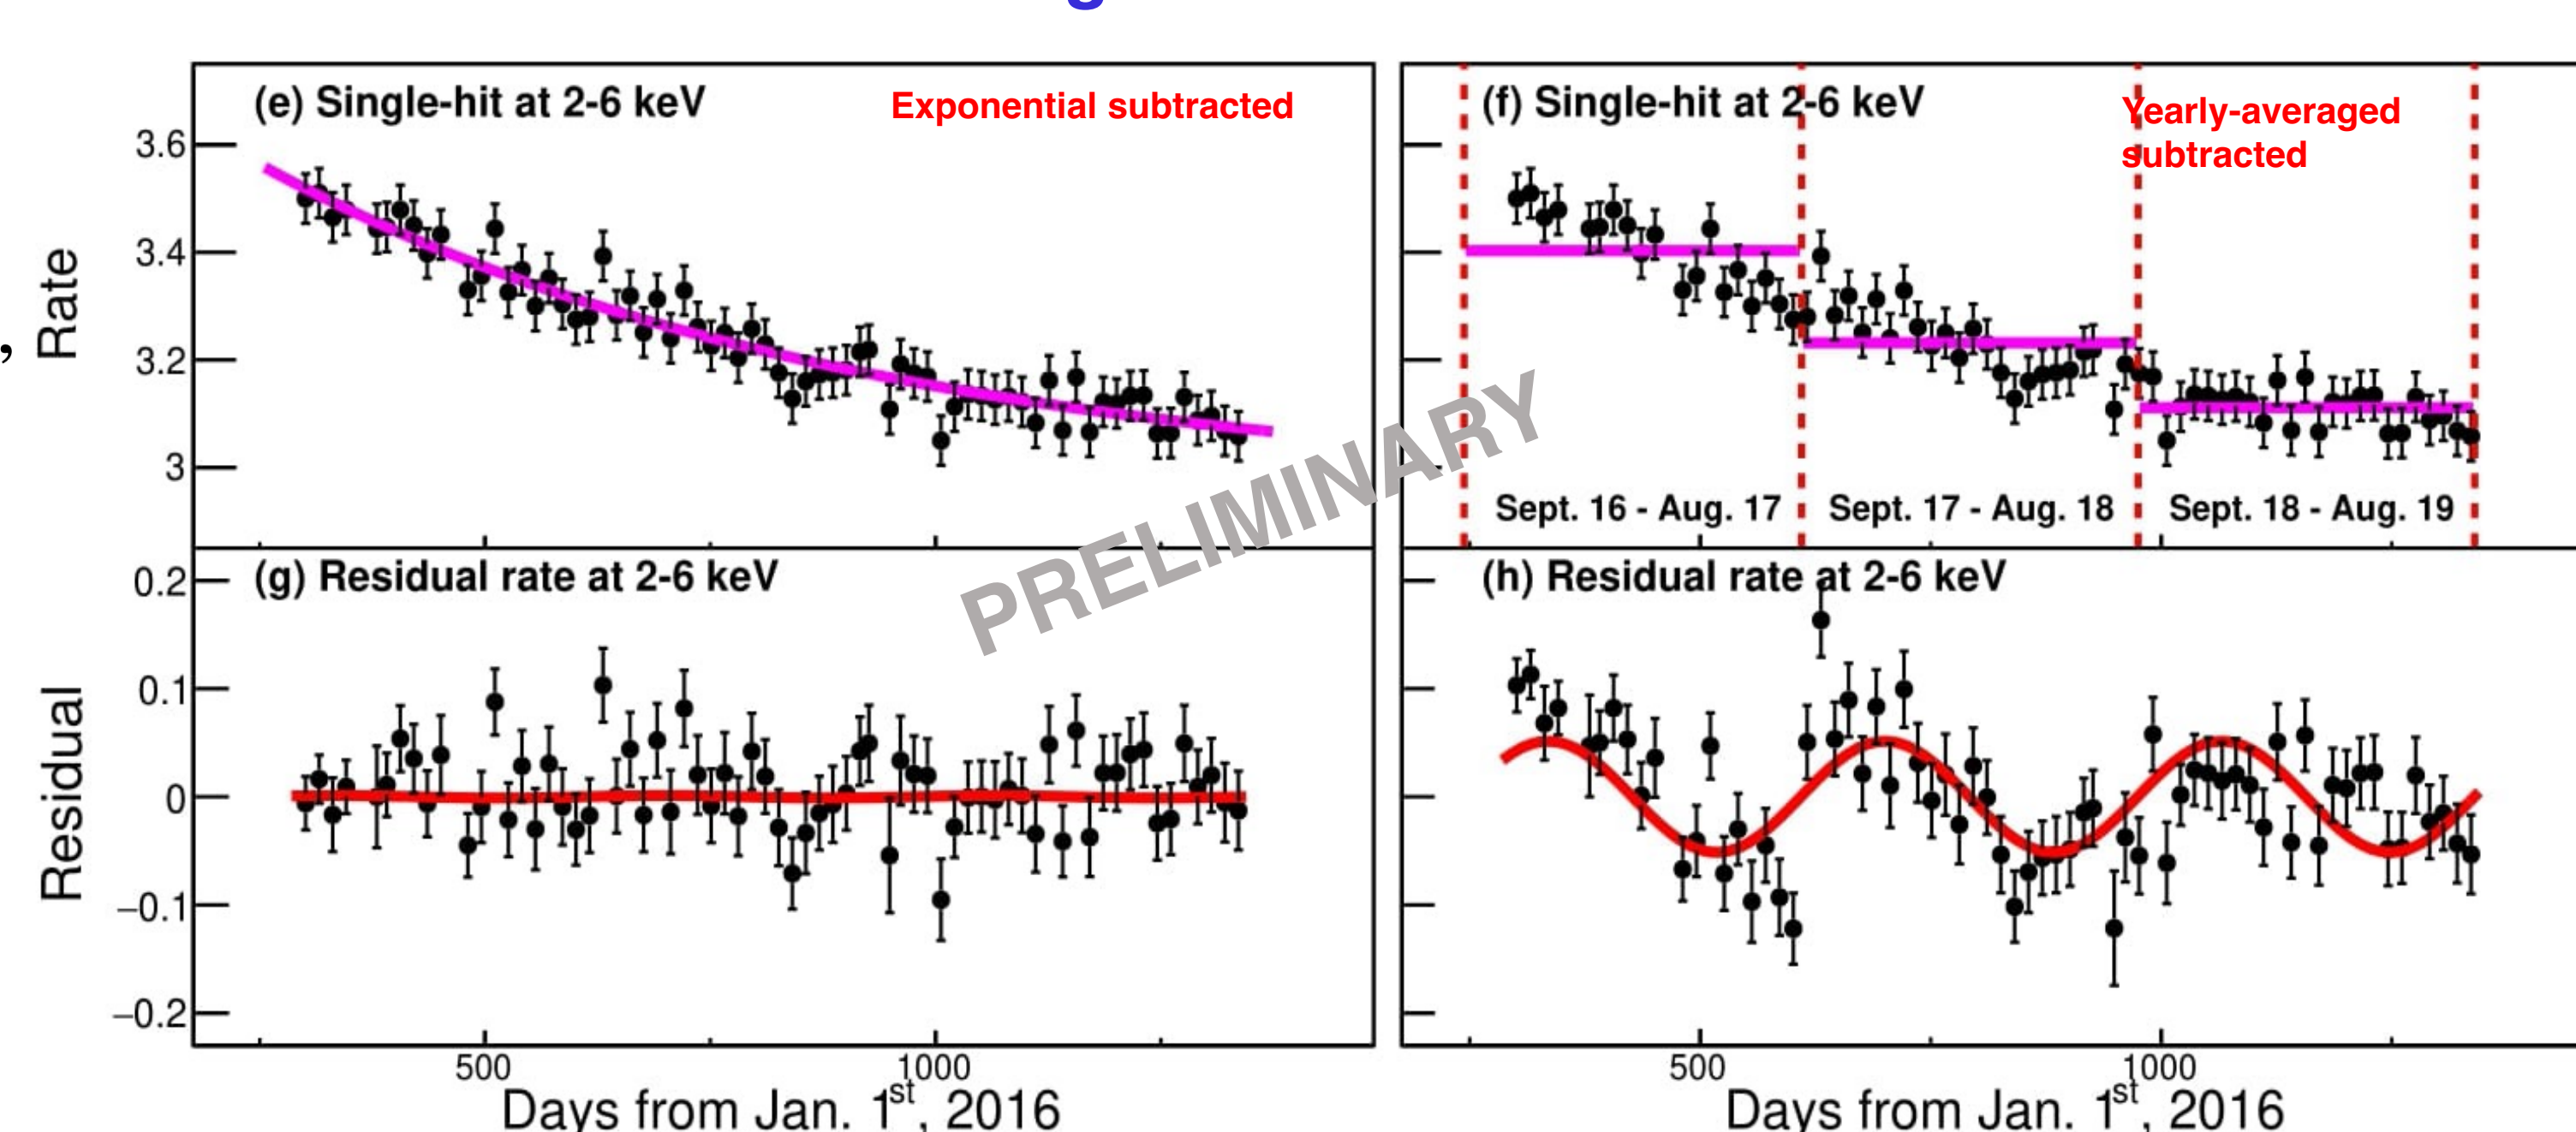 (e) Single-hit at 2-6 keV
Exponential subtracted
3.6
3.4
3.2
3
Rate
,
(f) Single-hit at 2-6 keV
Yearly-averaged
subtracted
Sept. 16 - Aug. 17
Sept. 17 - Aug. 18
Sept. 18 - Aug. 19
PRELIMINARY
(g) Residual rate at 2-6 keV
0.2
0.1
0
−0.1
−0.2
Residual
500
1000
Days from Jan. 1st, 2016
(h) Residual rate at 2-6 keV
500
1000
Days from Jan. 1st, 2016